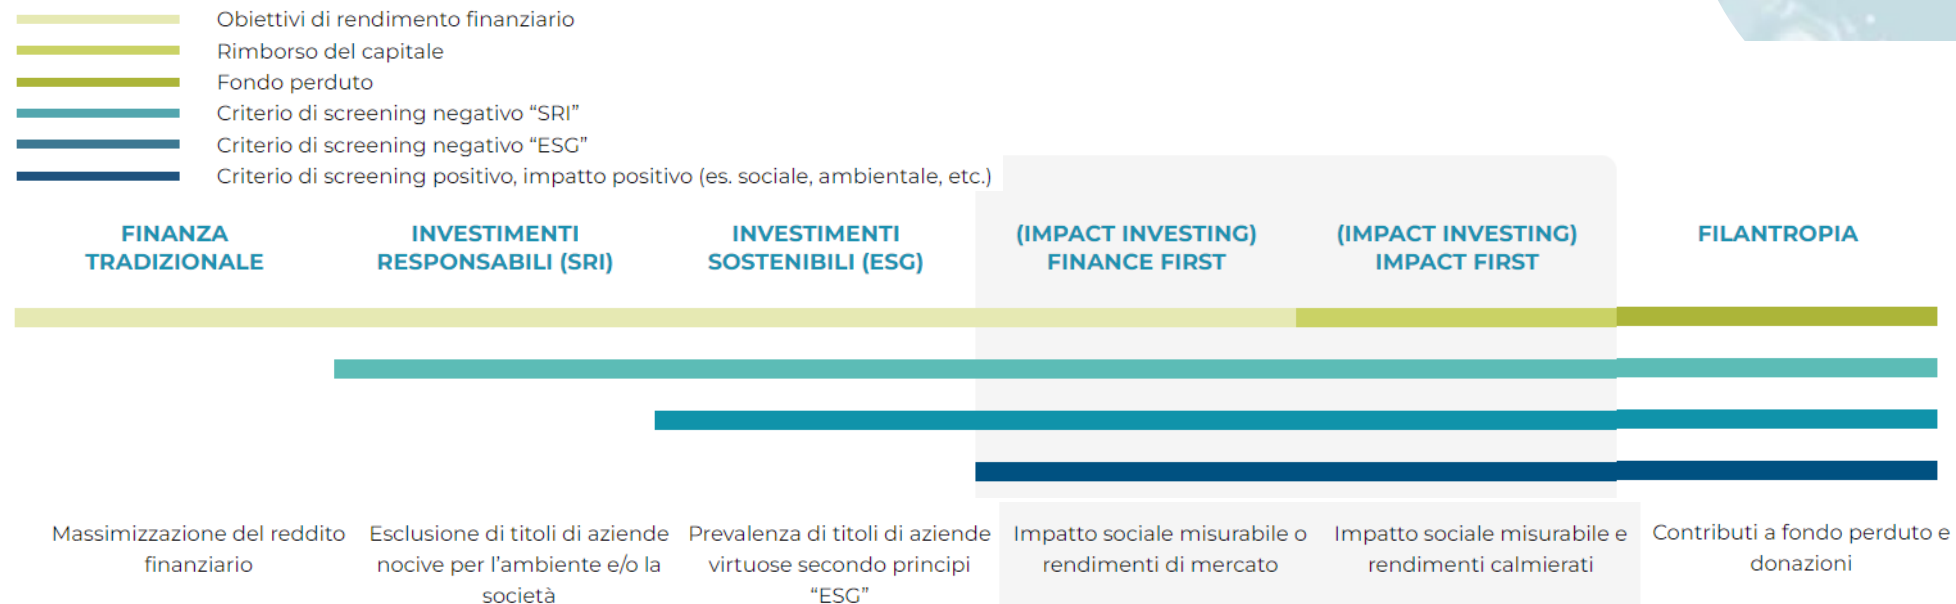 Obiettivi di rendimento finanziario
Rimborso del capitale
Fondo perduto
Criterio di screening negativo “SRI”
Criterio di screening negativo “ESG”
Criterio di screening positivo, impatto positivo (es. sociale, ambientale, etc.)
FINANZA
TRADIZIONALE
INVESTIMENTI
RESPONSABILI (SRI)
INVESTIMENTI
SOSTENIBILI (ESG)
(IMPACT INVESTING)
FINANCE FIRST
(IMPACT INVESTING)
IMPACT FIRST
FILANTROPIA
Massimizzazione del reddito
finanziario
Esclusione di titoli di aziende
nocive per l’ambiente e/o la
società
Prevalenza di titoli di aziende
virtuose secondo principi
“ESG”
Impatto sociale misurabile o
rendimenti di mercato
Impatto sociale misurabile e
rendimenti calmierati
Contributi a fondo perduto e
donazioni